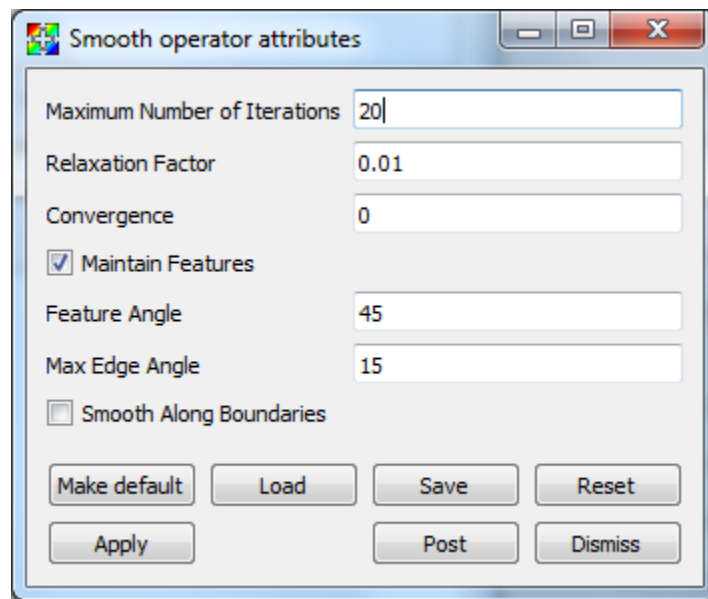 Smooth operator attributes
Maximum Number of Iterations 20
Relaxation Factor 0.01
Convergence 0
Maintain Features
Feature Angle 45
Max Edge Angle 15
Smooth Along Boundaries
Make default Load Save Reset
Apply Post Dismiss